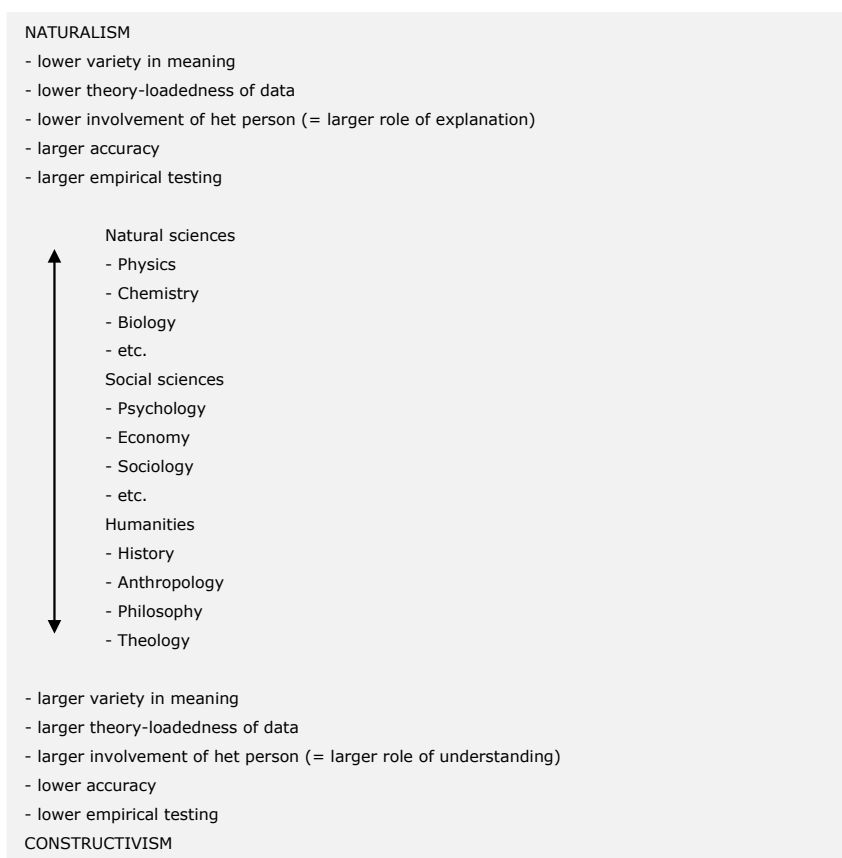 NATURALISM
- lower variety in meaning
- lower theory-loadedness of data
- lower involvement of het person (= larger role of explanation)
- larger accuracy
- larger empirical testing
Natural sciences
- Physics
- Chemistry
- Biology
- etc.
Social sciences
- Psychology
- Economy
- Sociology
- etc.
Humanities
- History
- Anthropology
- Philosophy
- Theology
- larger variety in meaning
- larger theory-loadedness of data
- larger involvement of het person (= larger role of understanding)
- lower accuracy
- lower empirical testing
CONSTRUCTIVISM